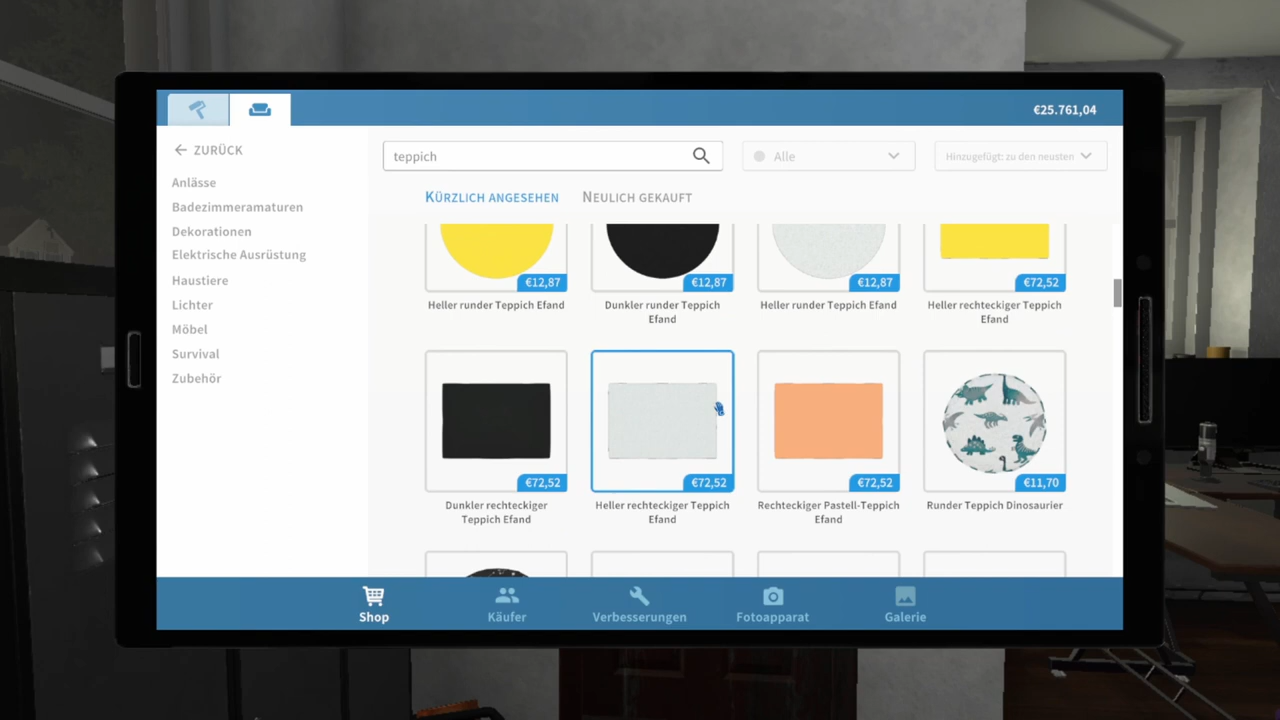 €25.761,04
ZURÜCK
teppich
Alle
Hinzugefügt: zu den neusten
Anlässe
Badezimmeramaturen
Dekorationen
Elektrische Ausrüstung
Haustiere
Lichter
Möbel
Survival
Zubehör
KÜRZLICH ANGESEHEN
NEULICH GEKAUFT
€12,87
€12,87
€12,87
€72,52
Heller runder Teppich Efand
Dunkler runder Teppich
Efand
Heller runder Teppich Efand
Heller rechteckiger Teppich
Efand
€72,52
€72,52
€72,52
€11,70
Dunkler rechteckiger
Teppich Efand
Heller rechteckiger Teppich
Efand
Rechteckiger Pastell-Teppich
Efand
Runder Teppich Dinosaurier
Shop
Käufer
Verbesserungen
Fotoapparat
Galerie